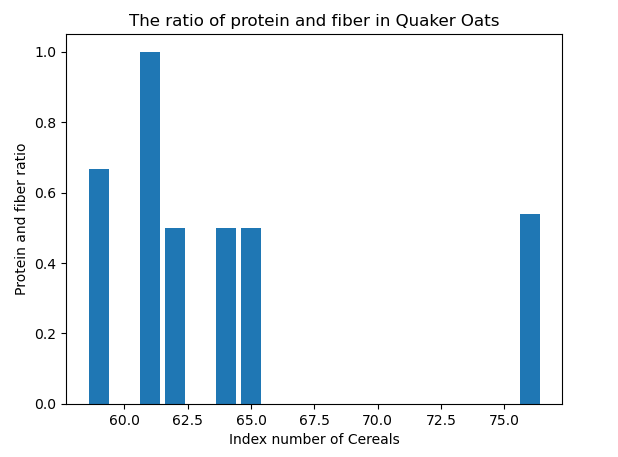 The ratio of protein and fiber in Quaker Oats
1.0
0.8
0.6
0.4
0.2
0.0
Protein and fiber ratio
60.0 62.5 65.0 67.5 70.0 72.5 75.0
Index number of Cereals